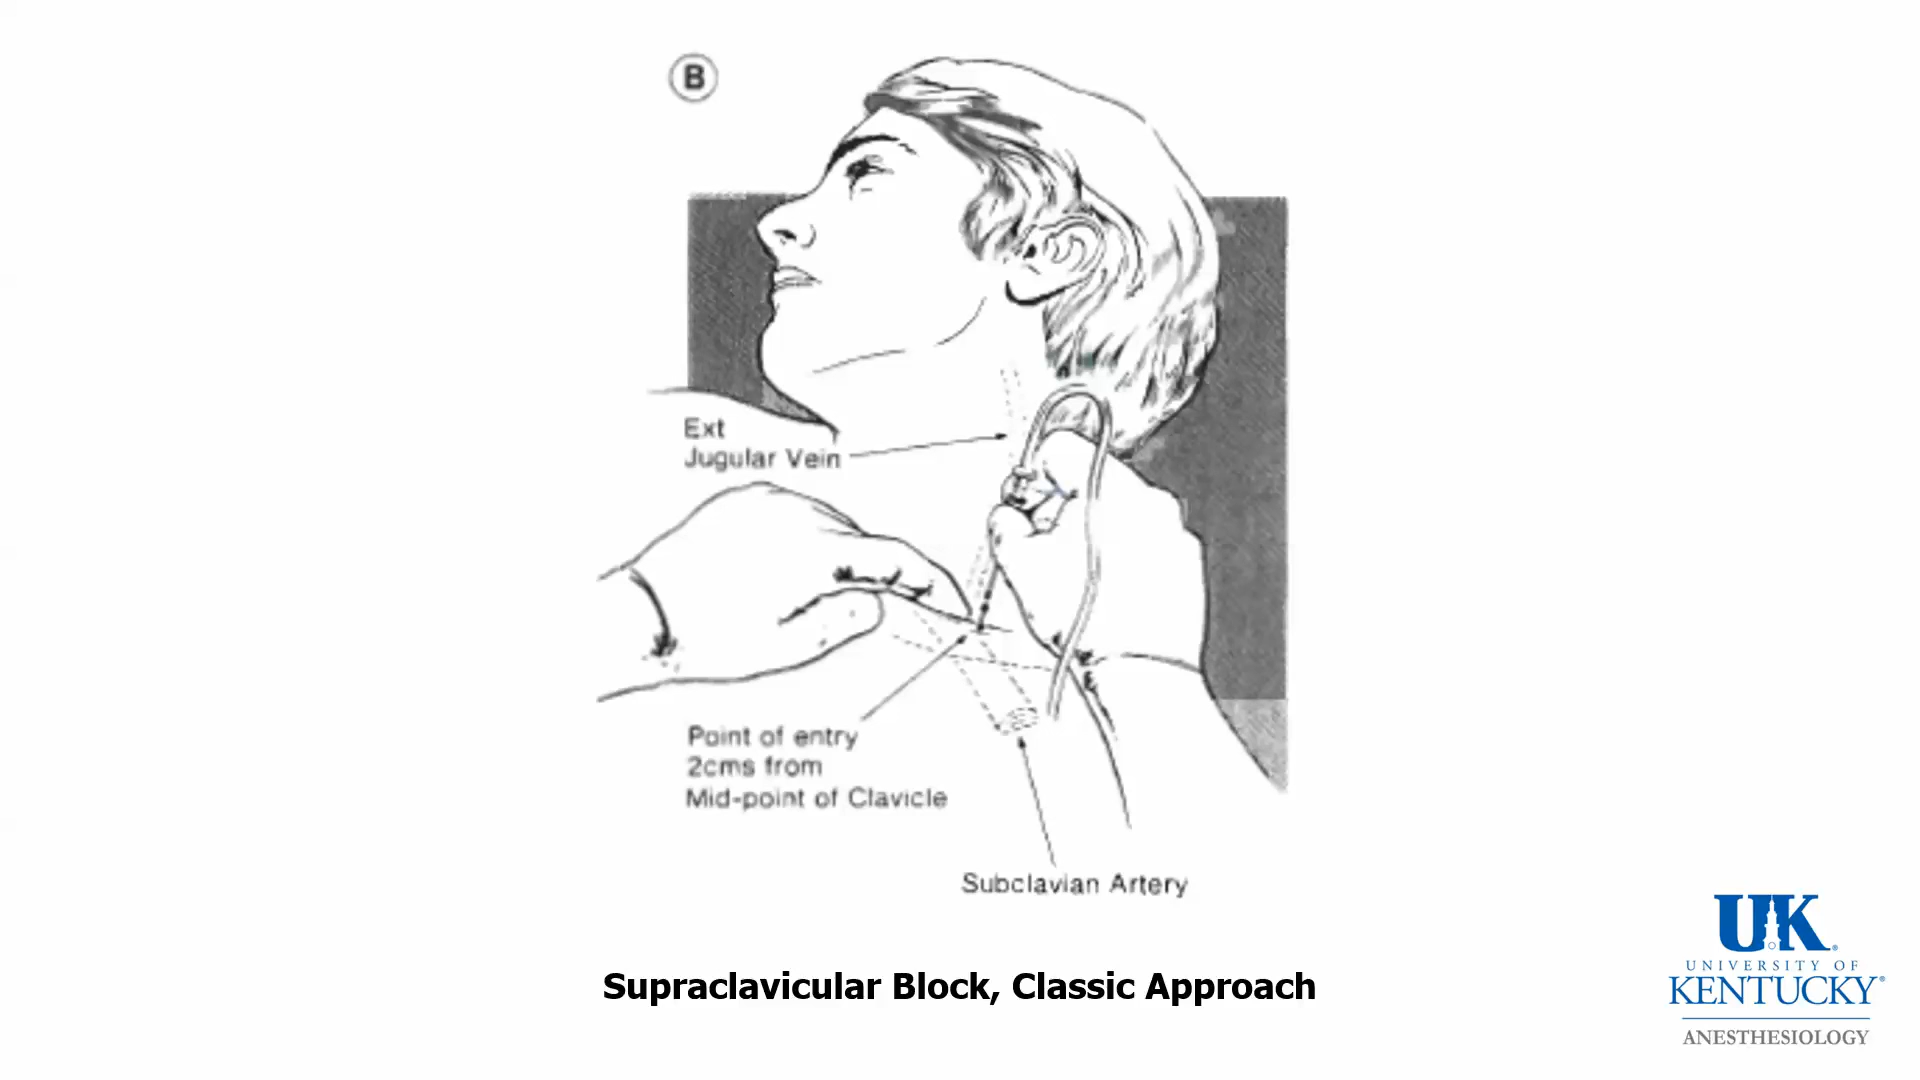 B
Ext
Jugular Vein
Point of entry
2cms from
Mid-point of Clavicle
Subclavian Artery
Supraclavicular Block, Classic Approach
UK®
UNIVERSITY OF
KENTUCKY®
ANESTHESIOLOGY